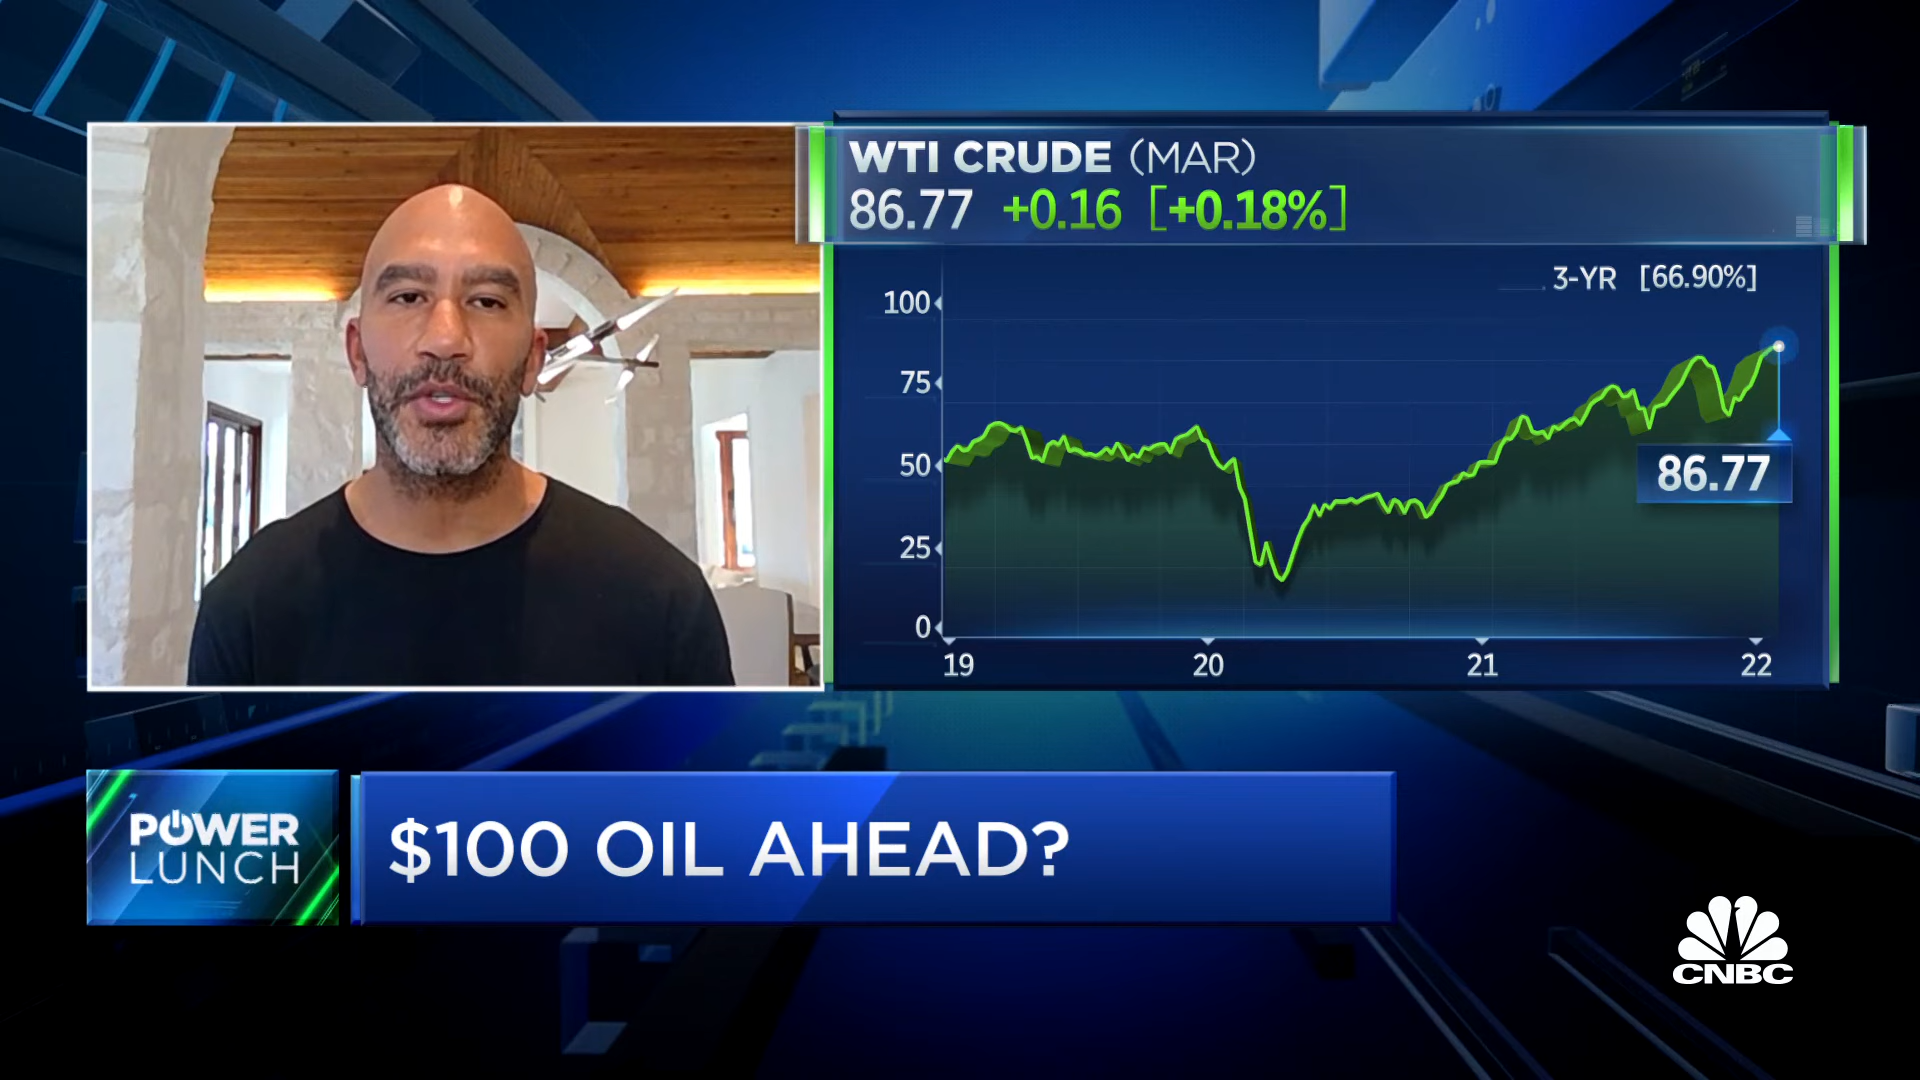 WTI CRUDE (MAR)
86.77 +0.16 [+0.18%]
3-YR [66.90%]
100
75
50
25
0
86.77
19 20 21 22
POWER
LUNCH
$100 OIL AHEAD?
CNBC